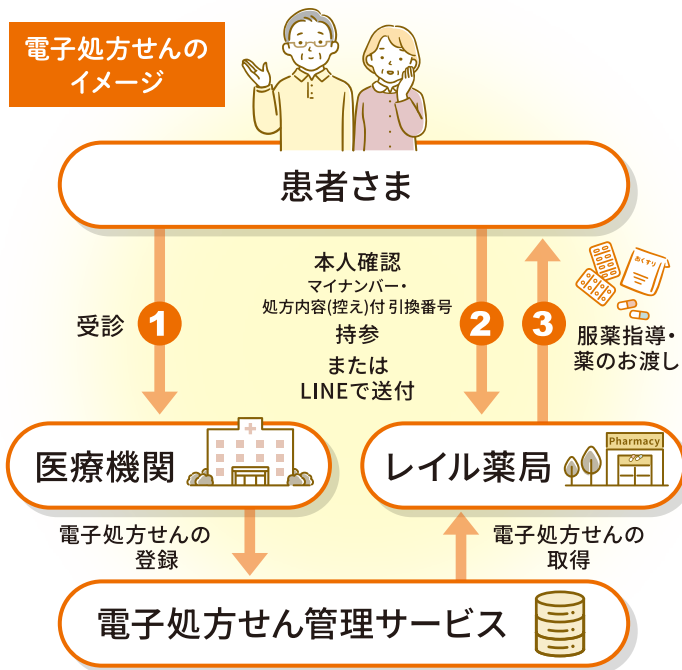 電子処方せんの
イメージ
患者さま
受診
1
本人確認
マイナンバー・
処方内容(控え)付引換番号
持参
または
LINEで送付
2
3
おくすり
服薬指導・
薬のお渡し
医療機関
レイル薬局
Pharmacy
電子処方せんの
登録
電子処方せんの
取得
電子処方せん管理サービス